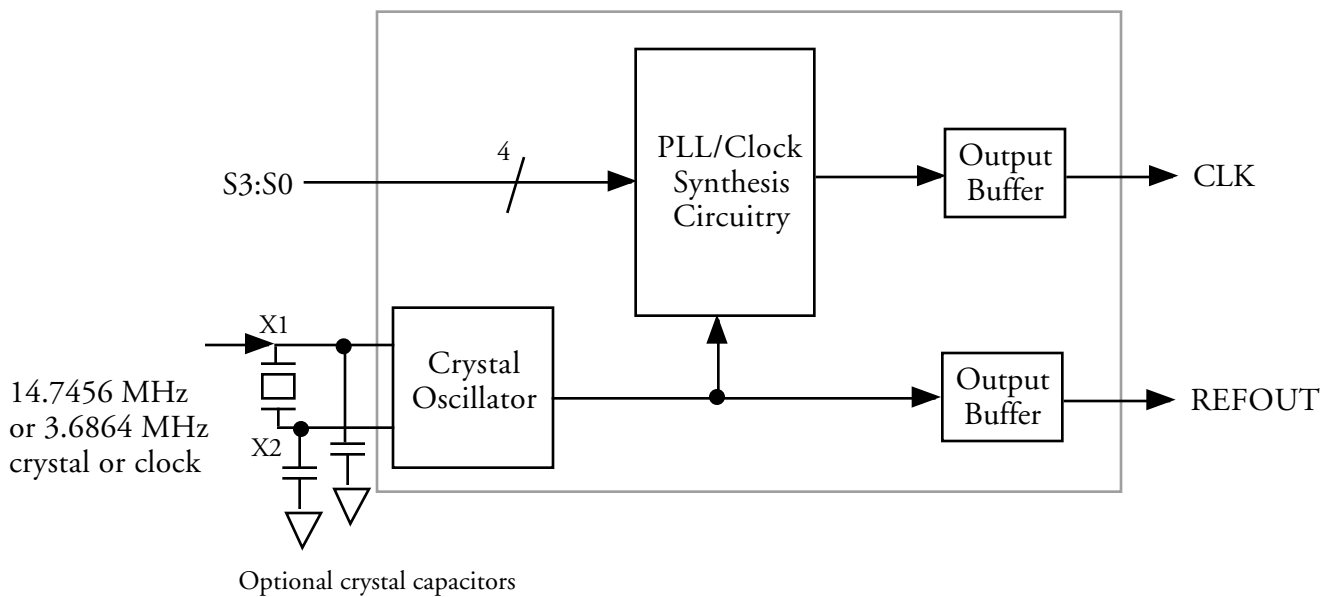 4
S3:S0
PLL/Clock
Synthesis
Circuitry
Output
Buffer
CLK
X1
14.7456 MHz
or 3.6864 MHz
crystal or clock
X2
Crystal
Oscillator
Output
Buffer
REFOUT
Optional crystal capacitors